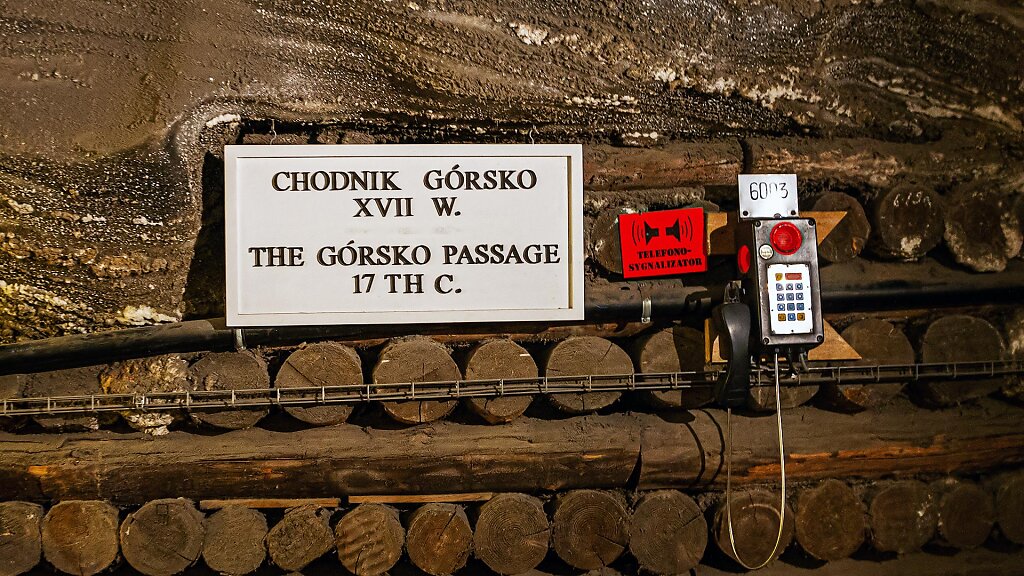 CHODNIK GÓRSKO
XVII W.
THE GÓRSKO PASSAGE
17 TH C.
TELEFONO-
SYGNALIZATOR
6003